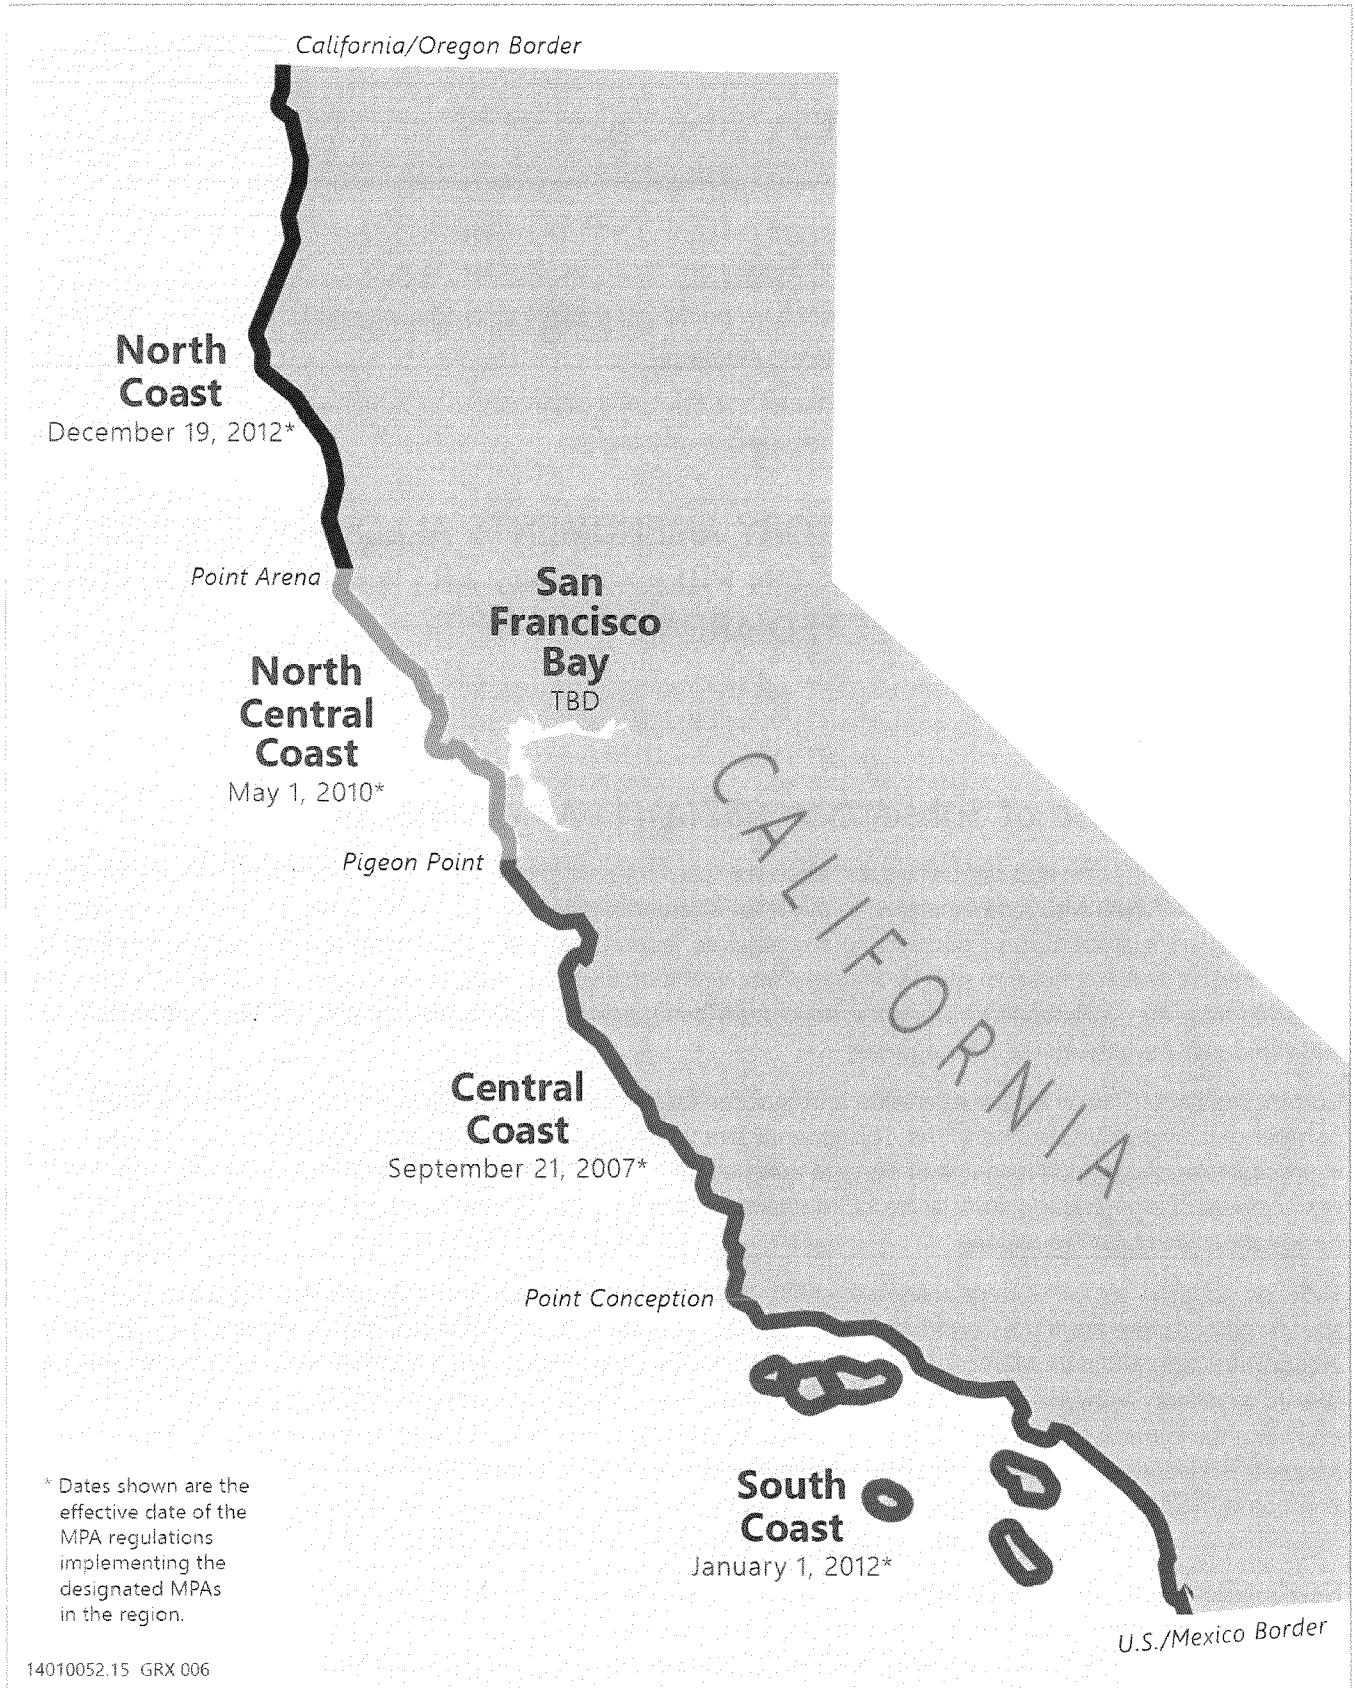 California/Oregon Border
North
Coast
December 19, 2012*
Point Arena
San
Francisco
Bay
TBD
North
Central
Coast
May 1, 2010*
CALIFORNIA
Pigeon Point
Central
Coast
September 21, 2007*
Point Conception
South
Coast
January 1, 2012*
* Dates shown are the
effective date of the
MPA regulations
implementing the
designated MPAs
in the region.
U.S./Mexico Border
14010052.15 GRX 006